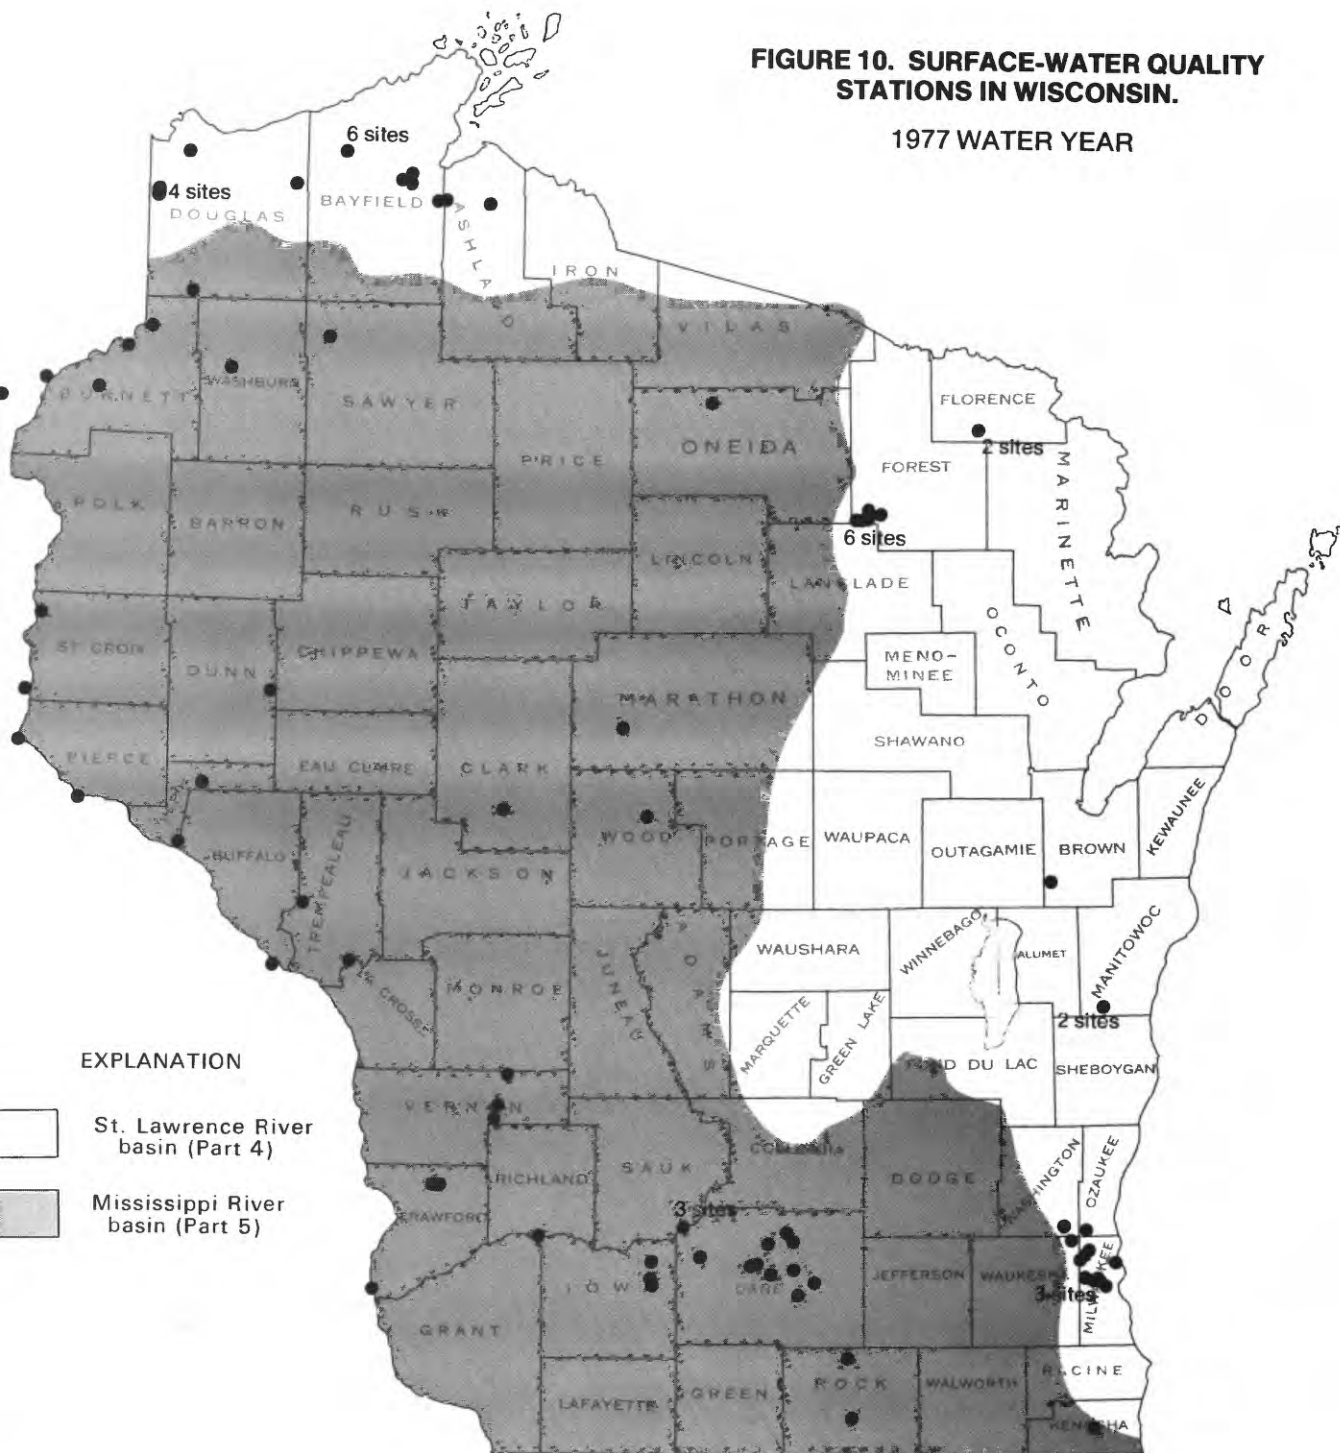 FIGURE 10. SURFACE-WATER QUALITY
STATIONS IN WISCONSIN.
1977 WATER YEAR
6 sites
4 sites
DOUGLAS
BAYFIELD
ASHLA
D
IRON
VILAS
BURNETT
WASHBURN
SAWYER
PRICE
ONEIDA
FLORENCE
2 sites
FOREST
MARINETTE
POLK
BARRON
RUSK
LINCOLN
6 sites
LANGLADE
TAYLOR
OCONTO
DOOR
ST CROIX
DUNN
CHIPPEWA
MENO-
MINEE
MARATHON
SHAWANO
PIERCE
EAU CLAIRE
CLARK
WOOD
PORTAGE
WAUPACA
OUTAGAMIE
BROWN
KEWAUNEE
BUFFALO
TREMPEALEAU
JACKSON
JUNEAU
ADAMS
WAUSHARA
WINNEBAGO
ALUMET
MANITOWOC
2 sites
CROSSE
MONROE
MARQUETTE
GREEN LAKE
FOND DU LAC
SHEBOYGAN
EXPLANATION
St. Lawrence River
basin (Part 4)
Mississippi River
basin (Part 5)
VERNON
RICHLAND
SAUK
COLUMBIA
DODGE
WASHINGTON
OZAUKEE
CRAWFORD
3 sites
IOW
DANE
JEFFERSON
WAUKESH
3 sites
MILWAUKEE
GRANT
LAFAYETTE
GREEN
ROCK
WALWORTH
RACINE
KENOSHA